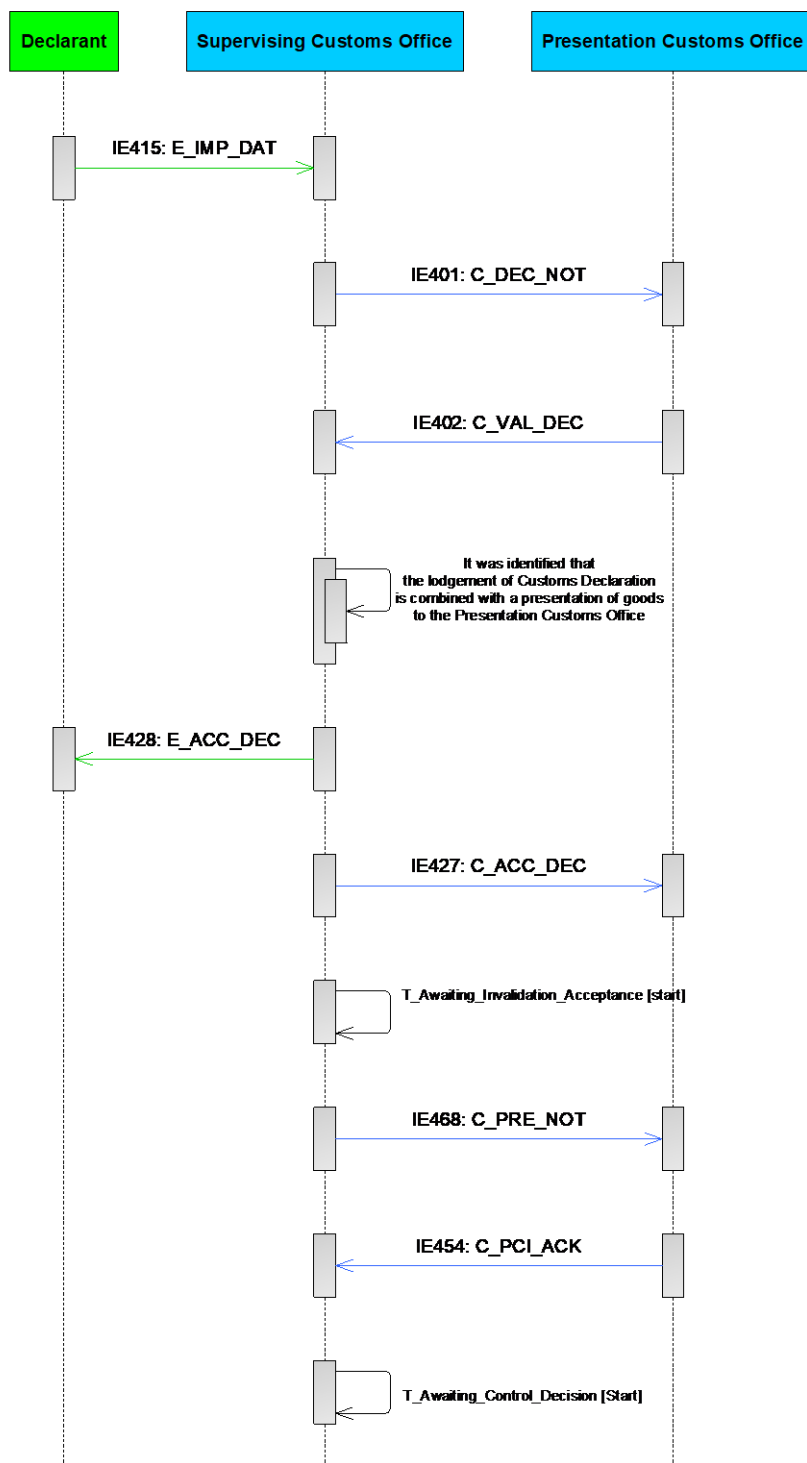 Declarant
Supervising Customs Office
Presentation Customs Office
IE415: E_IMP_DAT
IE401: C_DEC_NOT
IE402: C_VAL_DEC
It was identified that
the lodgement of Customs Declaration
is combined with a presentation of goods
to the Presentation Customs Office
IE428: E_ACC_DEC
IE427: C_ACC_DEC
T_Awaiting_Invalidation_Acceptance [start]
IE468: C_PRE_NOT
IE454: C_PCI_ACK
T_Awaiting_Control_Decision [Start]